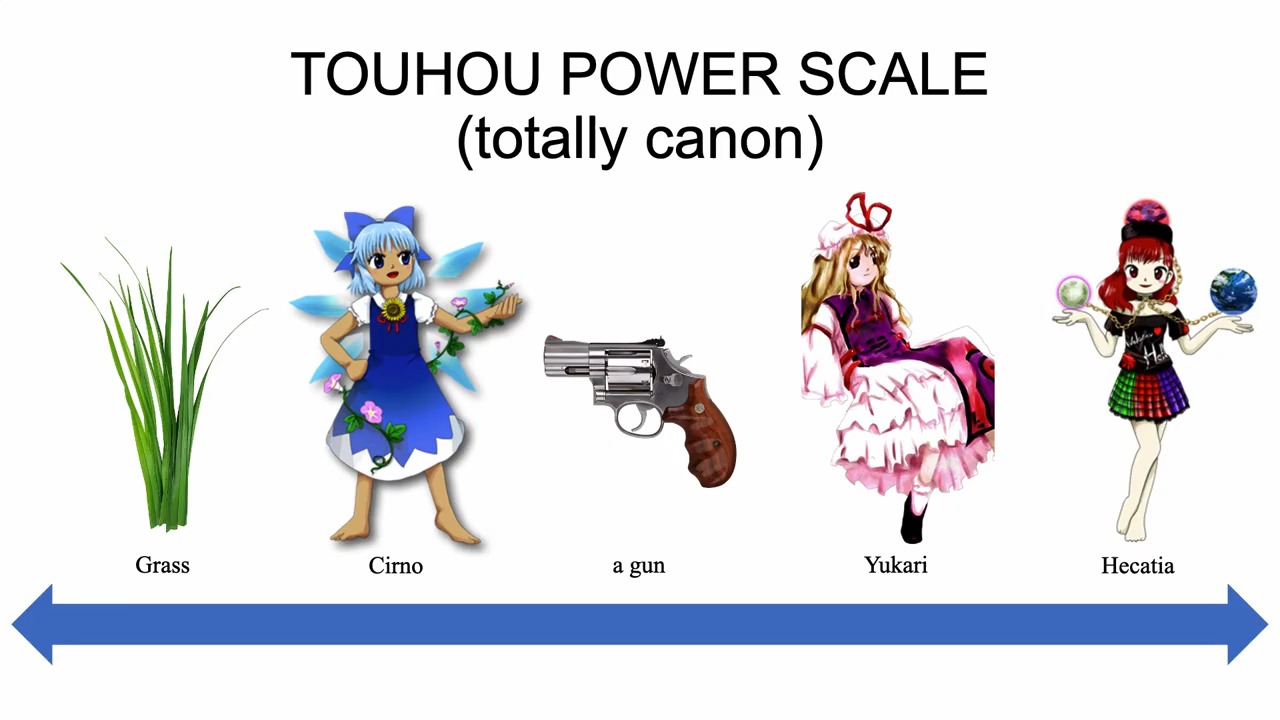 TOUHOU POWER SCALE
(totally canon)
Grass
Cirno
a gun
Yukari
Hecatia